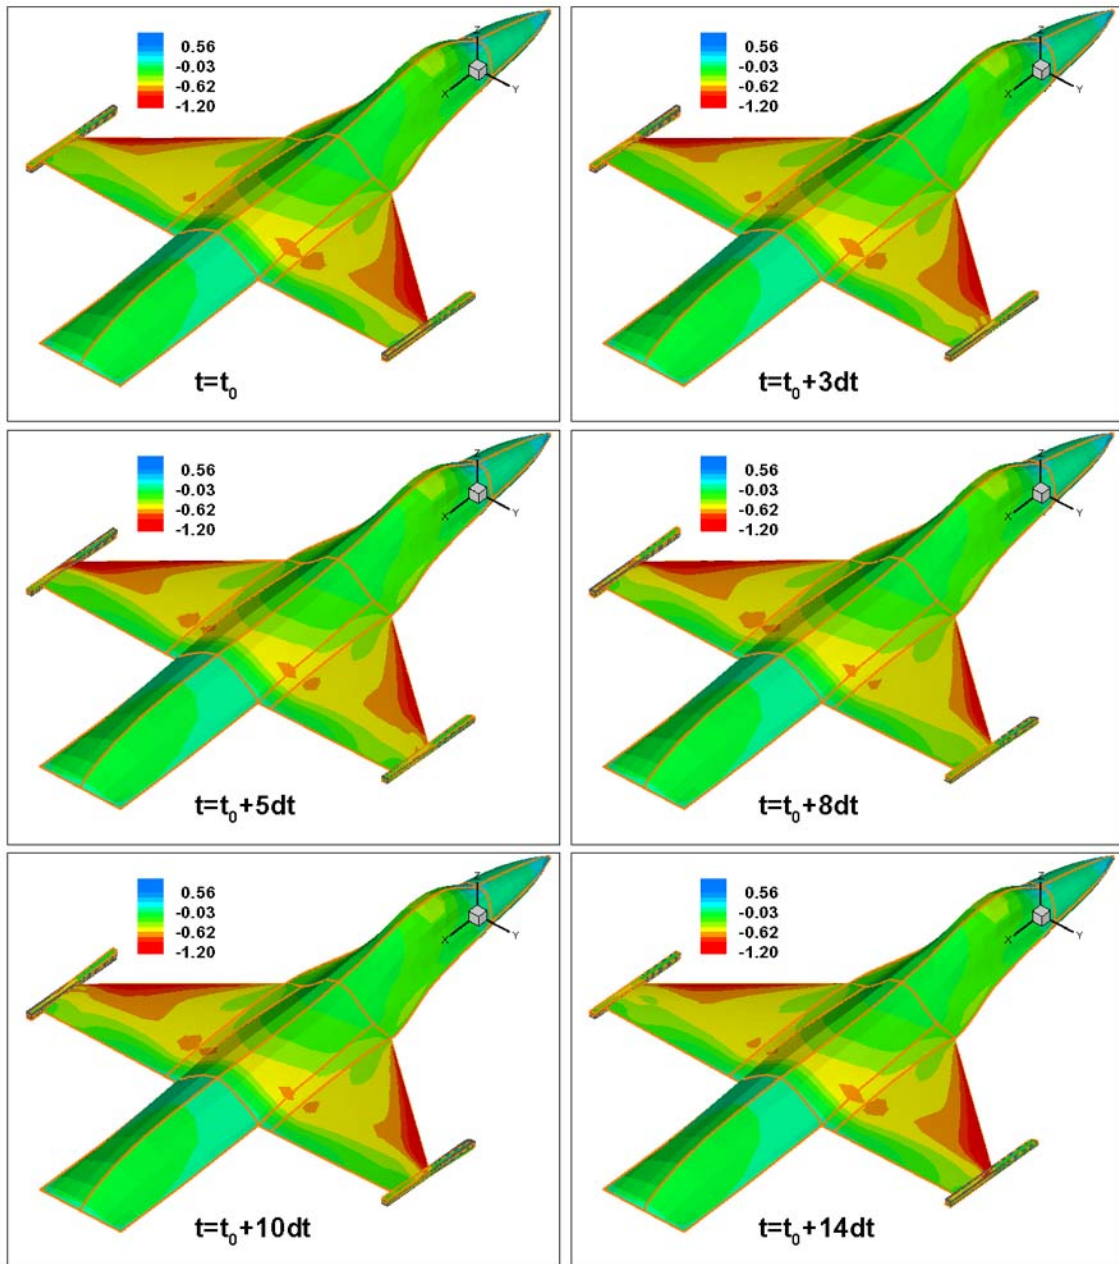 0.56
-0.03
-0.62
-1.20
Z
X
Y
t=t₀
0.56
-0.03
-0.62
-1.20
Z
X
Y
t=t₀+3dt
0.56
-0.03
-0.62
-1.20
Z
X
Y
t=t₀+5dt
0.56
-0.03
-0.62
-1.20
Z
X
Y
t=t₀+8dt
0.56
-0.03
-0.62
-1.20
Z
X
Y
t=t₀+10dt
0.56
-0.03
-0.62
-1.20
Z
X
Y
t=t₀+14dt